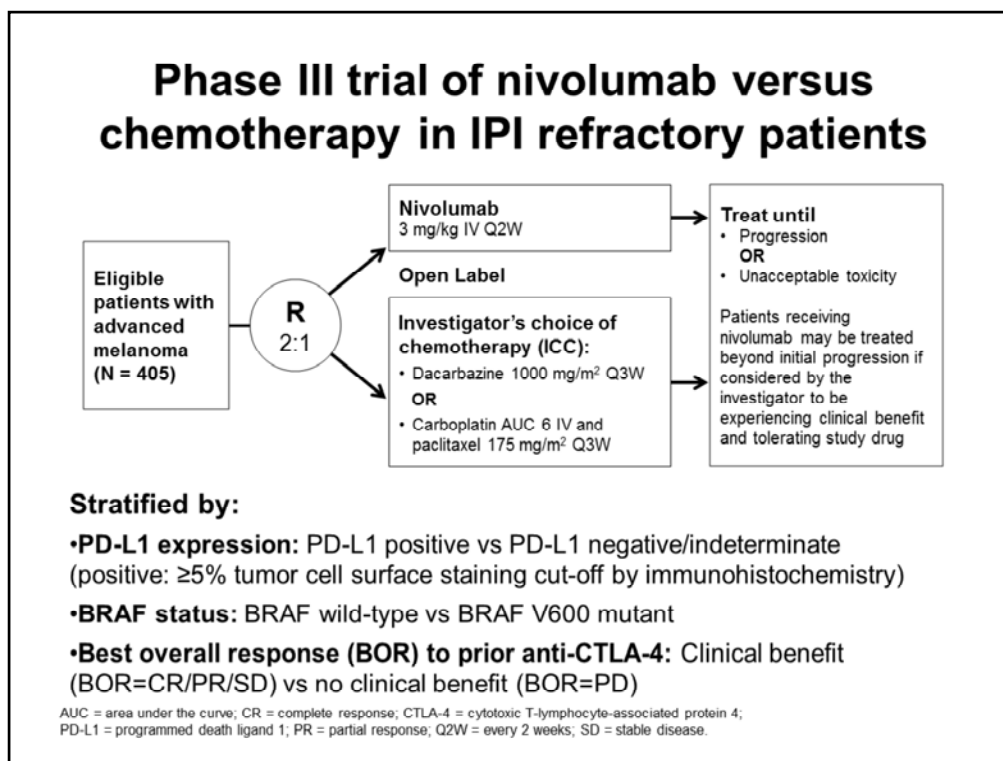 Phase III trial of nivolumab versus
chemotherapy in IPI refractory patients
Eligible
patients with
advanced
melanoma
(N = 405)
R
2:1
Nivolumab
3 mg/kg IV Q2W
Open Label
Investigator's choice of
chemotherapy (ICC):
• Dacarbazine 1000 mg/m² Q3W
OR
• Carboplatin AUC 6 IV and
paclitaxel 175 mg/m² Q3W
Treat until
• Progression
OR
• Unacceptable toxicity
Patients receiving
nivolumab may be treated
beyond initial progression if
considered by the
investigator to be
experiencing clinical benefit
and tolerating study drug
Stratified by:
•PD-L1 expression: PD-L1 positive vs PD-L1 negative/indeterminate
(positive: ≥5% tumor cell surface staining cut-off by immunohistochemistry)
•BRAF status: BRAF wild-type vs BRAF V600 mutant
•Best overall response (BOR) to prior anti-CTLA-4: Clinical benefit
(BOR=CR/PR/SD) vs no clinical benefit (BOR=PD)
AUC = area under the curve; CR = complete response; CTLA-4 = cytotoxic T-lymphocyte-associated protein 4;
PD-L1 = programmed death ligand 1; PR = partial response; Q2W = every 2 weeks; SD = stable disease.